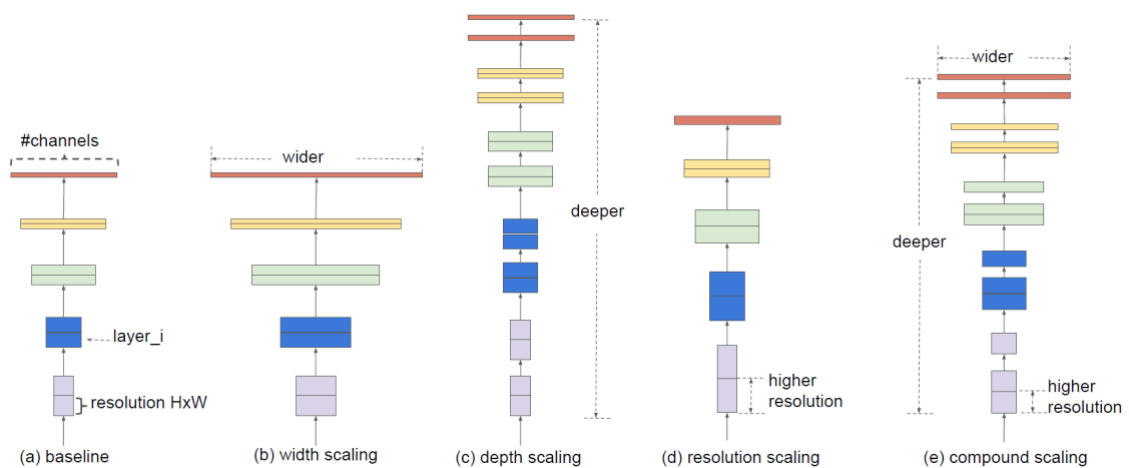 #channels
layer_i
resolution HxW
(a) baseline
wider
(b) width scaling
deeper
(c) depth scaling
higher
resolution
(d) resolution scaling
wider
deeper
higher
resolution
(e) compound scaling